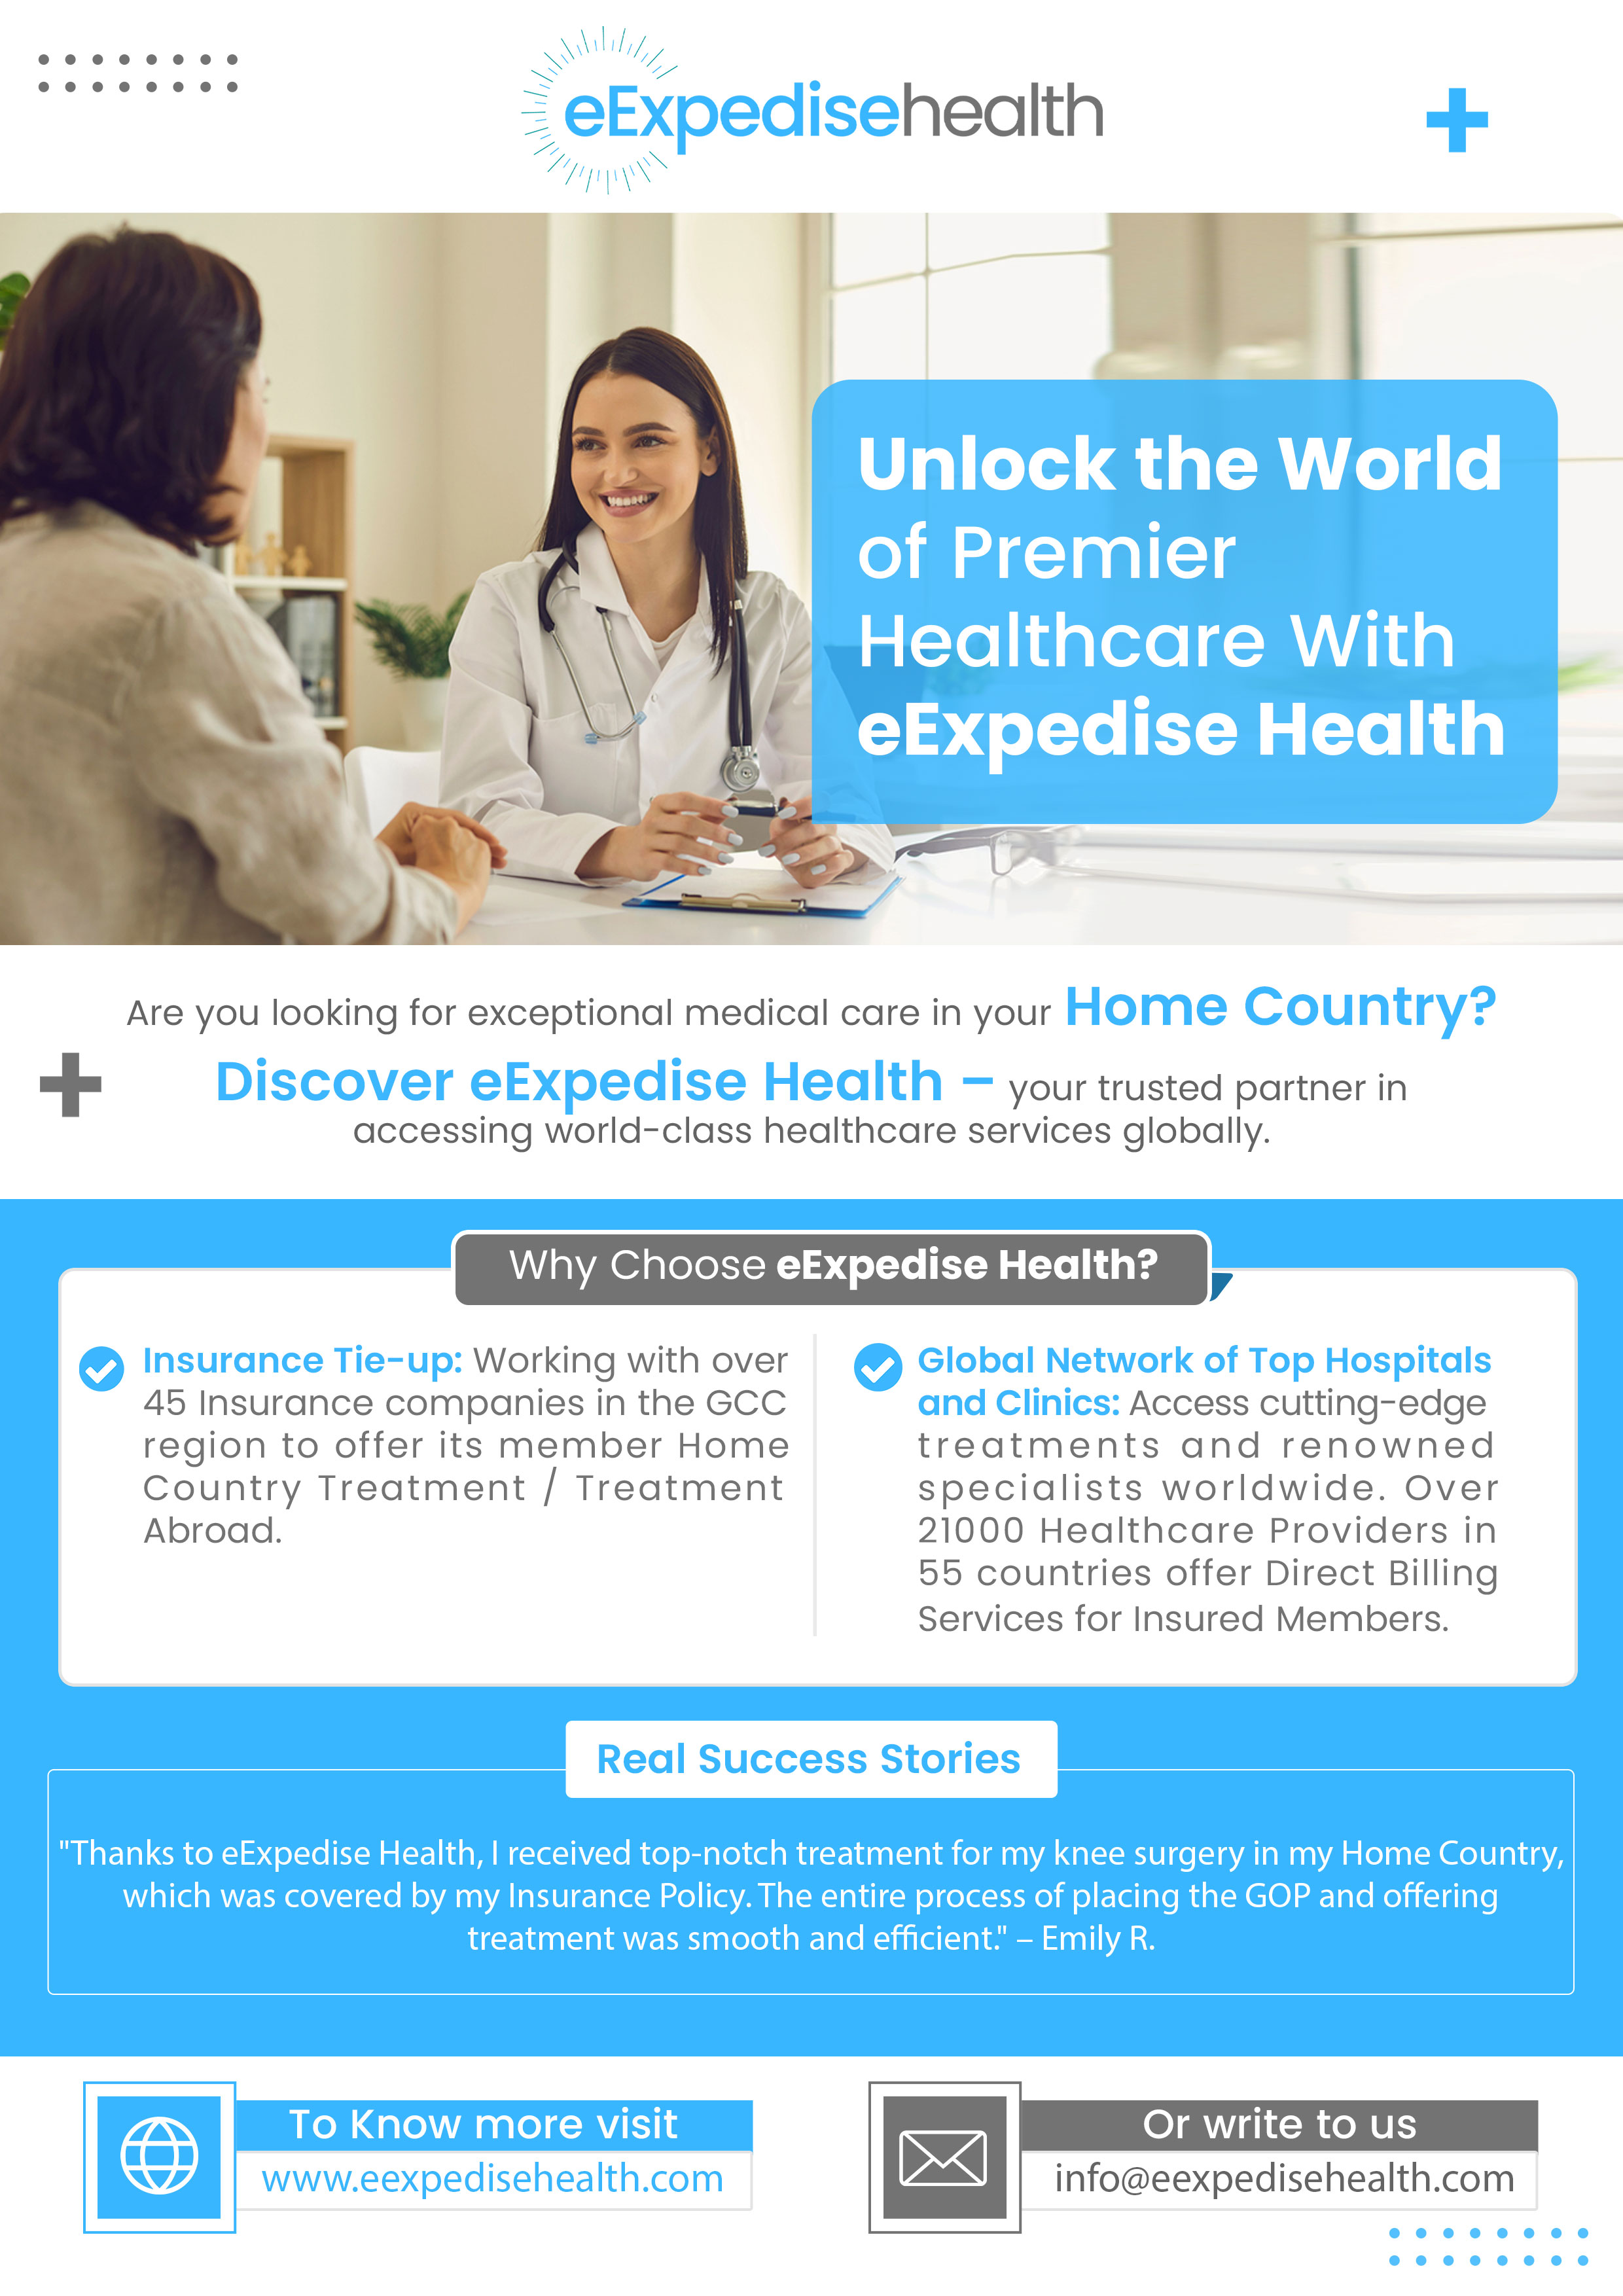 eExpedisehealth
Unlock the World
of Premier
Healthcare With
eExpedise Health
Are you looking for exceptional medical care in your Home Country?
Discover eExpedise Health – your trusted partner in
accessing world-class healthcare services globally.
Why Choose eExpedise Health?
Insurance Tie-up: Working with over
45 Insurance companies in the GCC
region to offer its member Home
Country Treatment / Treatment
Abroad.
Global Network of Top Hospitals
and Clinics: Access cutting-edge
treatments and renowned
specialists worldwide. Over
21000 Healthcare Providers in
55 countries offer Direct Billing
Services for Insured Members.
Real Success Stories
"Thanks to eExpedise Health, I received top-notch treatment for my knee surgery in my Home Country,
which was covered by my Insurance Policy. The entire process of placing the GOP and offering
treatment was smooth and efficient." – Emily R.
To Know more visit
www.eexpedisehealth.com
Or write to us
info@eexpedisehealth.com